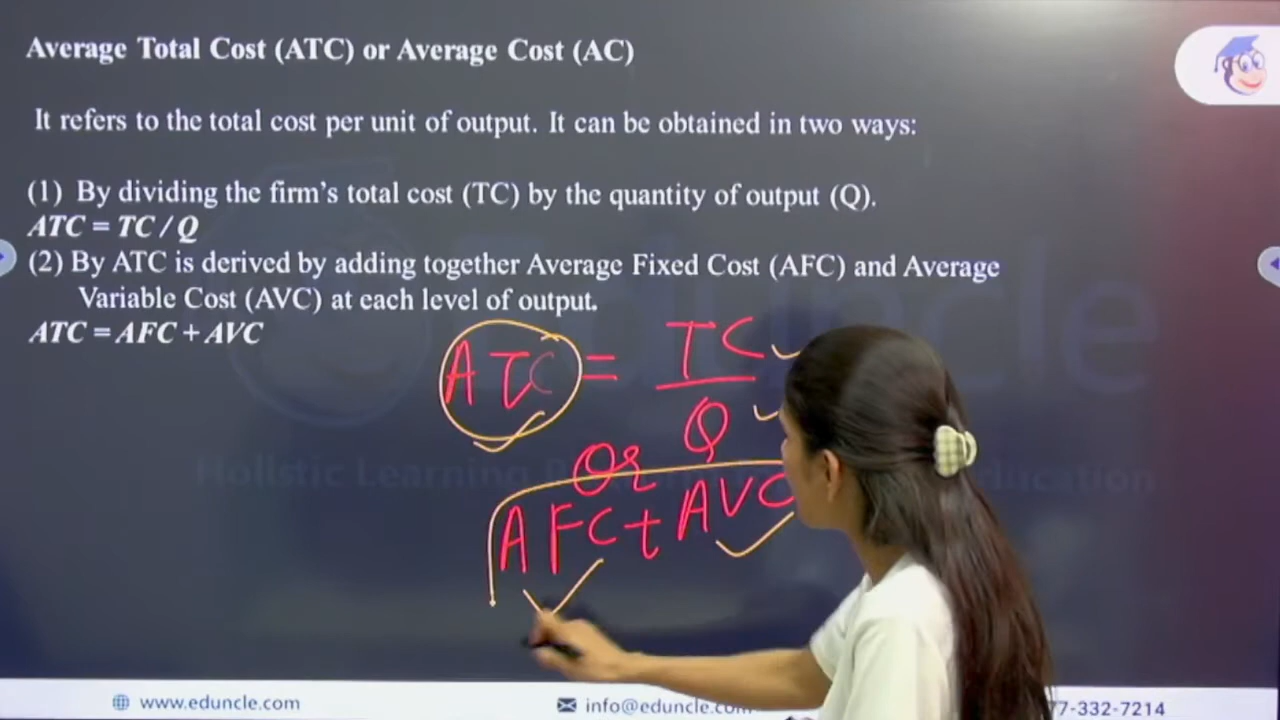 Average Total Cost (ATC) or Average Cost (AC)
It refers to the total cost per unit of output. It can be obtained in two ways:
(1) By dividing the firm's total cost (TC) by the quantity of output (Q).
ATC = TC / Q
(2) By ATC is derived by adding together Average Fixed Cost (AFC) and Average
Variable Cost (AVC) at each level of output.
ATC = AFC + AVC
ATC = TC
Q
Or
AFC + AVC
Eduncle
Holistic Learning
www.eduncle.com
info@eduncle.com
77-332-7214